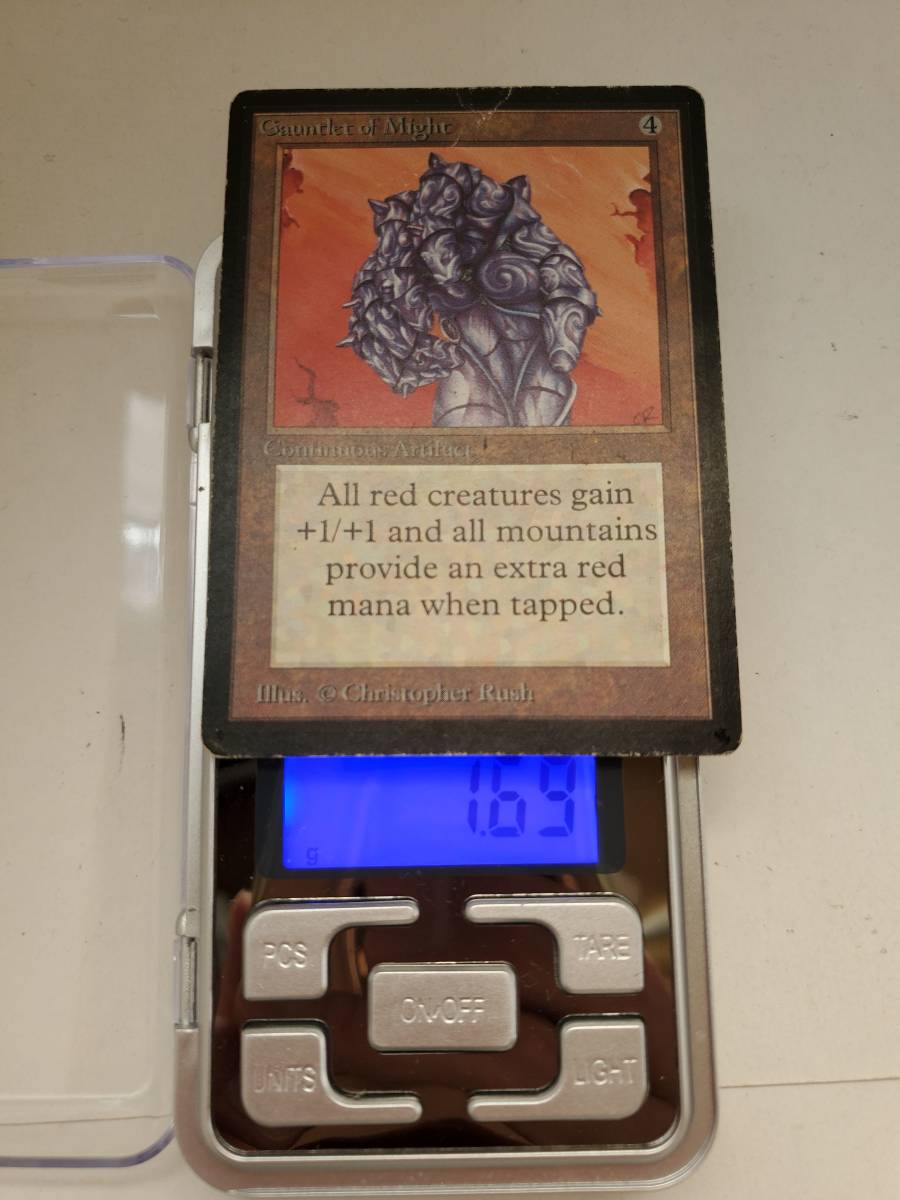 Gauntlet of Might 4
CR
Continuous Artifact
All red creatures gain
+1/+1 and all mountains
provide an extra red
mana when tapped.
Illus. © Christopher Rush
1.69
g
PCS
TARE
ON/OFF
UNITS
LIGHT